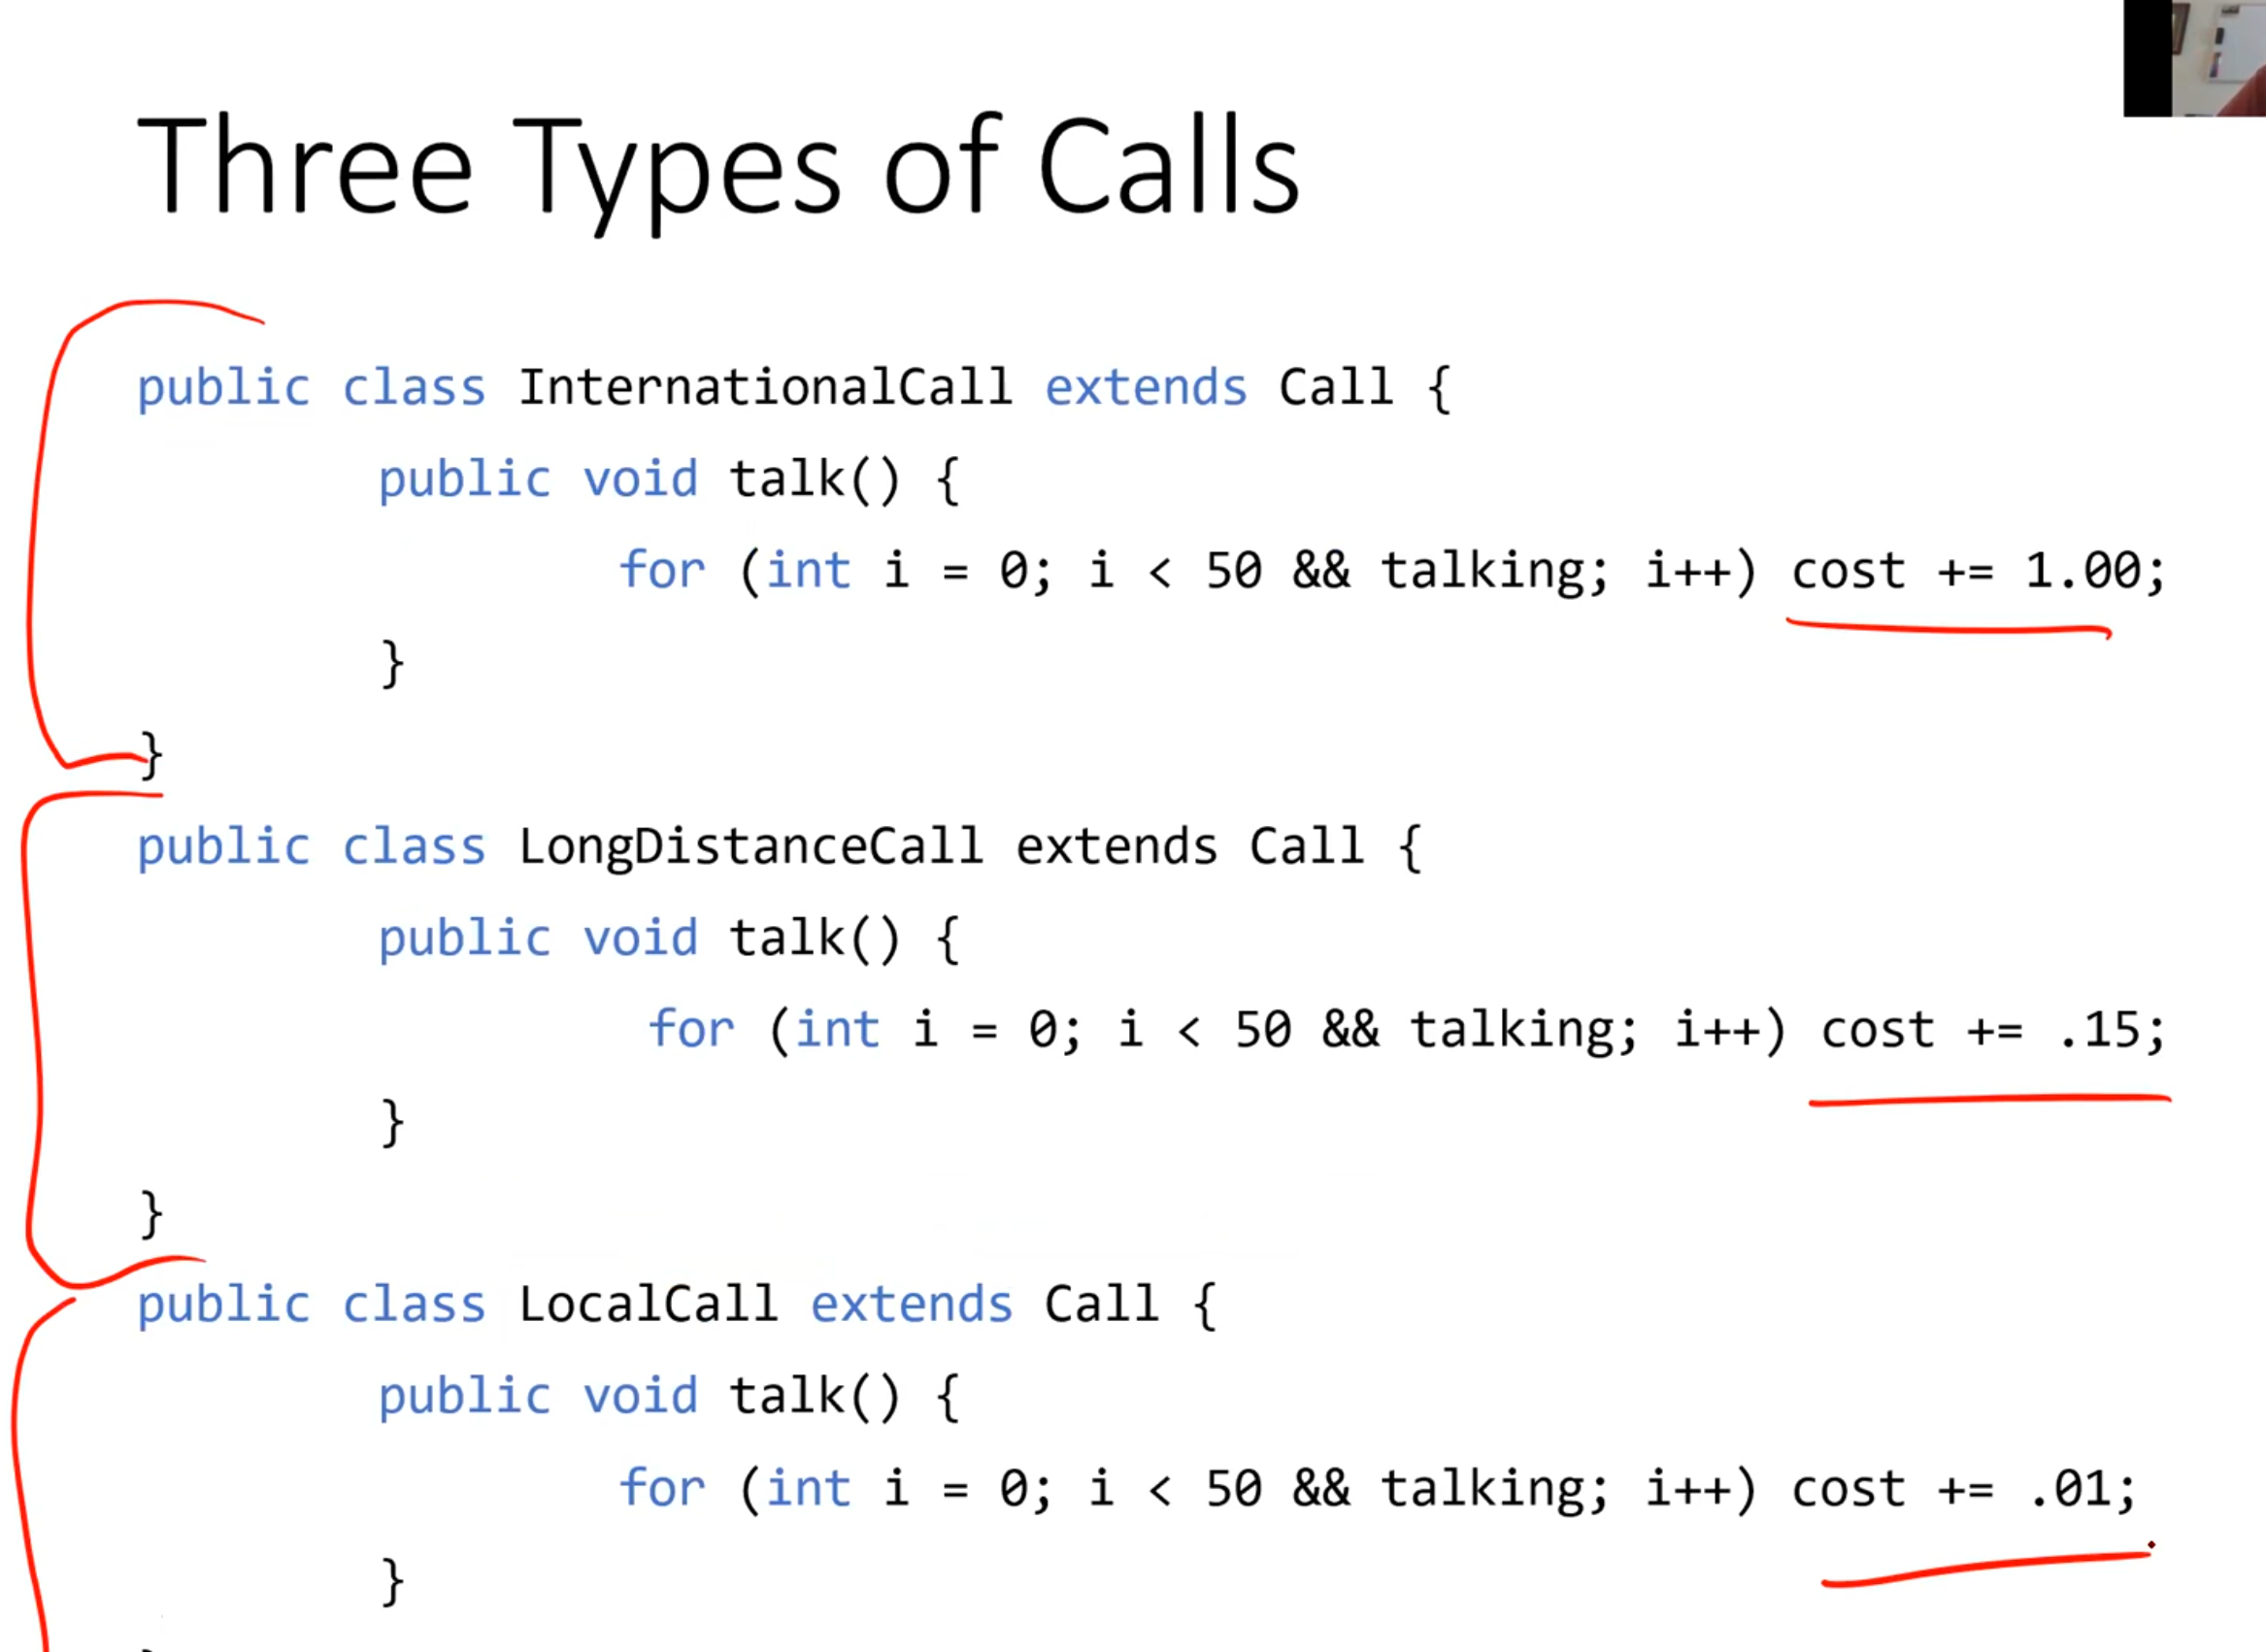 Three Types of Calls
public class InternationalCall extends Call {
public void talk() {
for (int i = 0; i < 50 && talking; i++) cost += 1.00;
}
}
public class LongDistanceCall extends Call {
public void talk() {
for (int i = 0; i < 50 && talking; i++) cost += .15;
}
}
public class LocalCall extends Call {
public void talk() {
for (int i = 0; i < 50 && talking; i++) cost += .01;
}